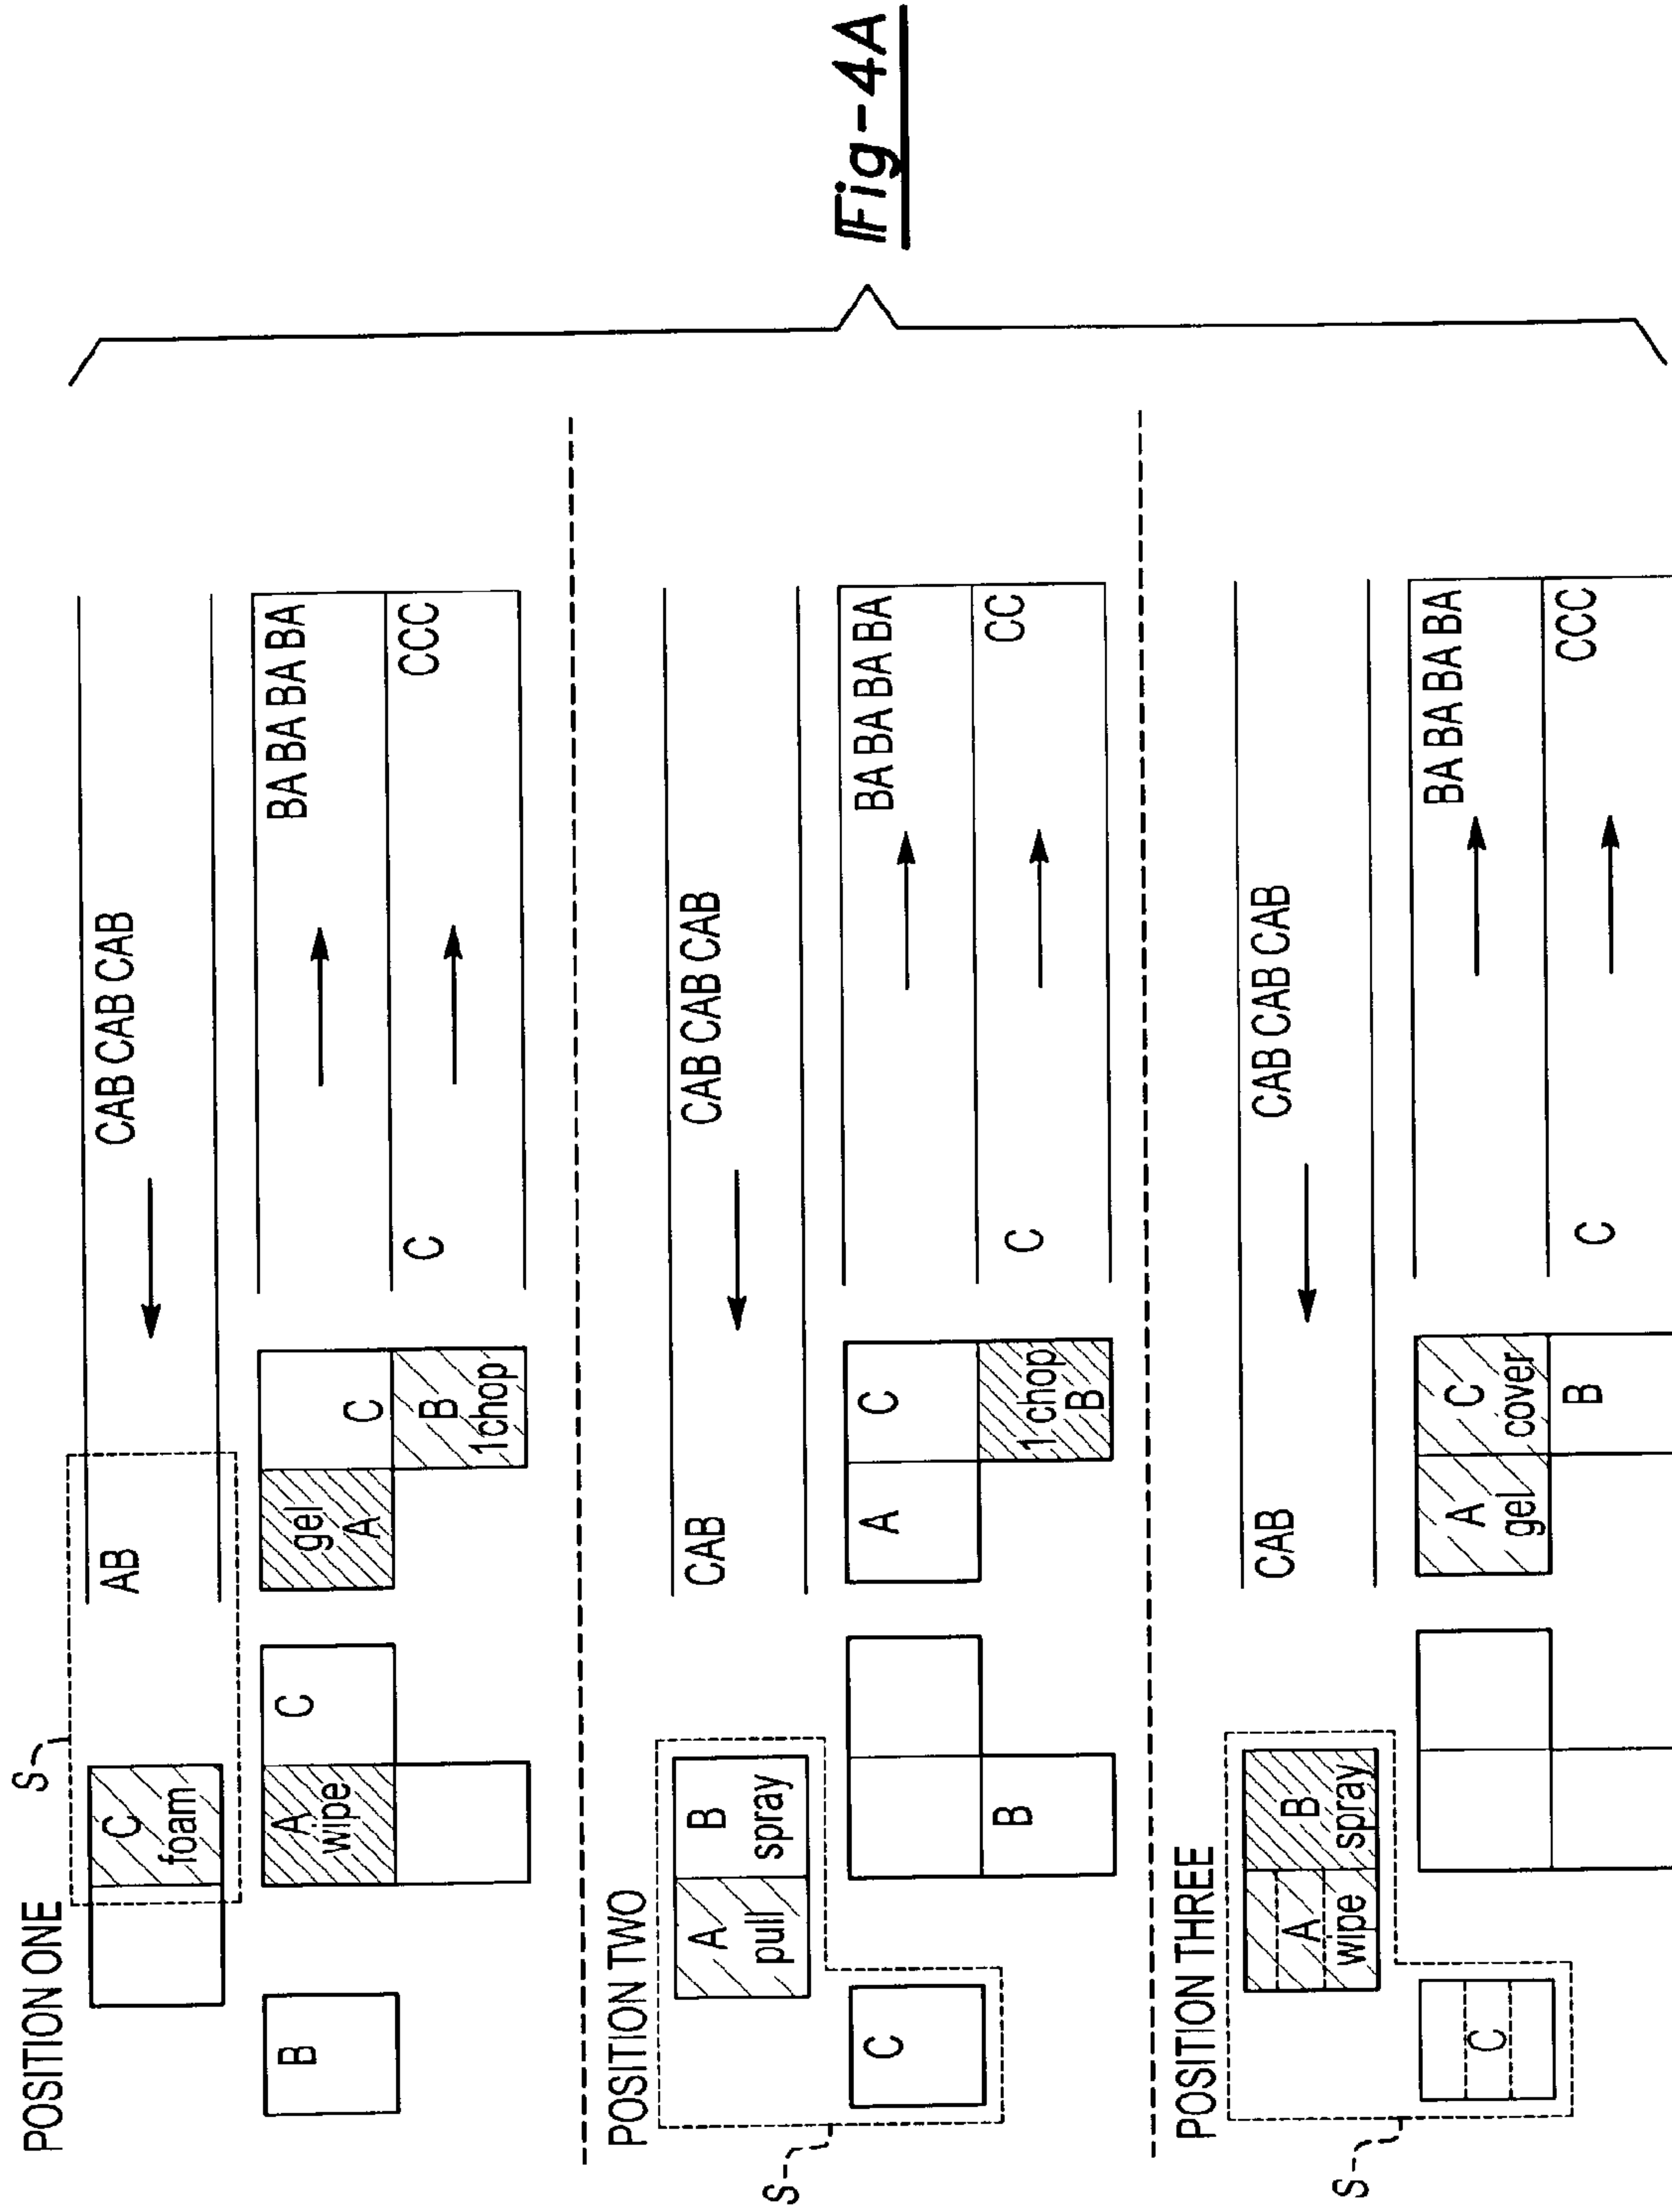 POSITION ONE
S
C
foam
AB
CAB CAB CAB
B
A
wipe
C
gel
A
C
BA BA BA BA BA
B
1chop
C
CCC
POSITION TWO
S
A
pull
B
spray
CAB
CAB CAB CAB
C
A
C
BA BA BA BA BA
B
1 chop
B
C
CC
POSITION THREE
S
A
wipe
B
spray
CAB
CAB CAB CAB
C
A
gel
C
cover
BA BA BA BA BA
B
C
CCC
Fig-4A